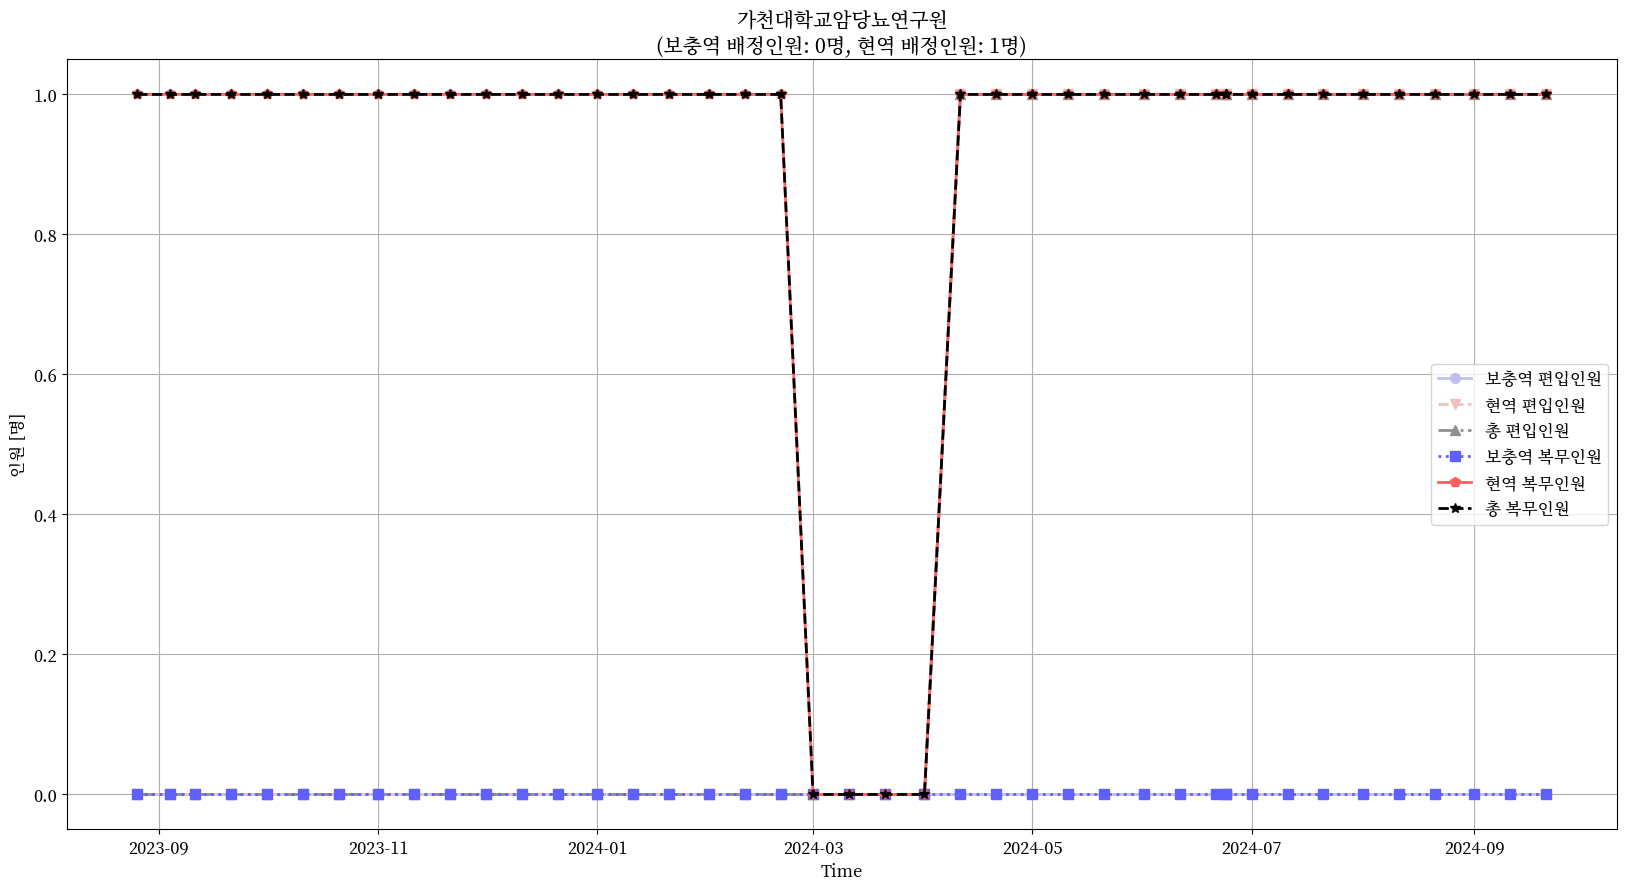 가천대학교암당뇨연구원
(보충역 배정인원: 0명, 현역 배정인원: 1명)
인원 [명]
1.0
0.8
0.6
0.4
0.2
0.0
보충역 편입인원
현역 편입인원
총 편입인원
보충역 복무인원
현역 복무인원
총 복무인원
2023-09
2023-11
2024-01
2024-03
2024-05
2024-07
2024-09
Time